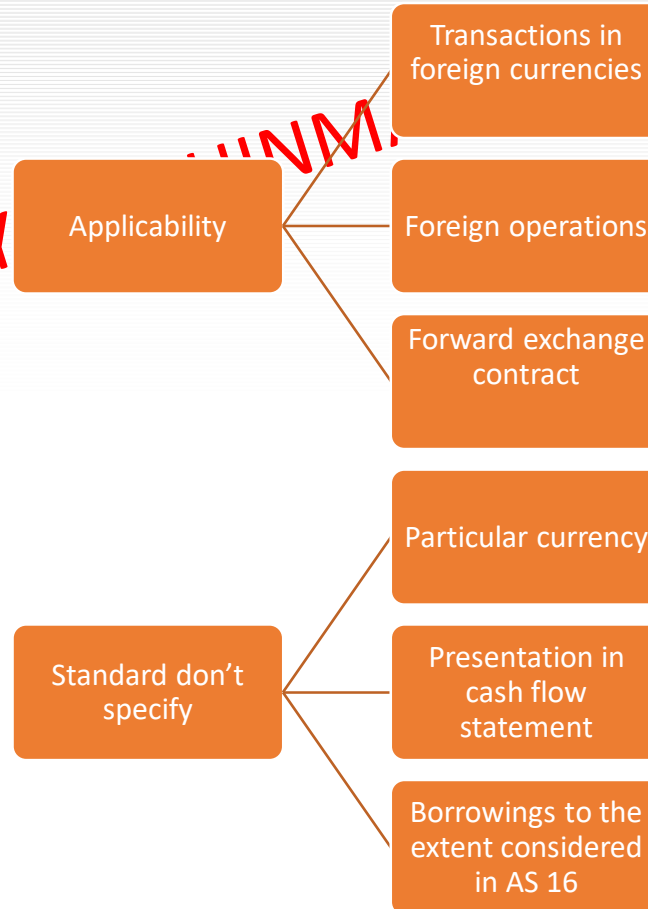 Transactions in
foreign currencies
Applicability
Foreign operations
Forward exchange
contract
Particular currency
Standard don’t
specify
Presentation in
cash flow
statement
Borrowings to the
extent considered
in AS 16